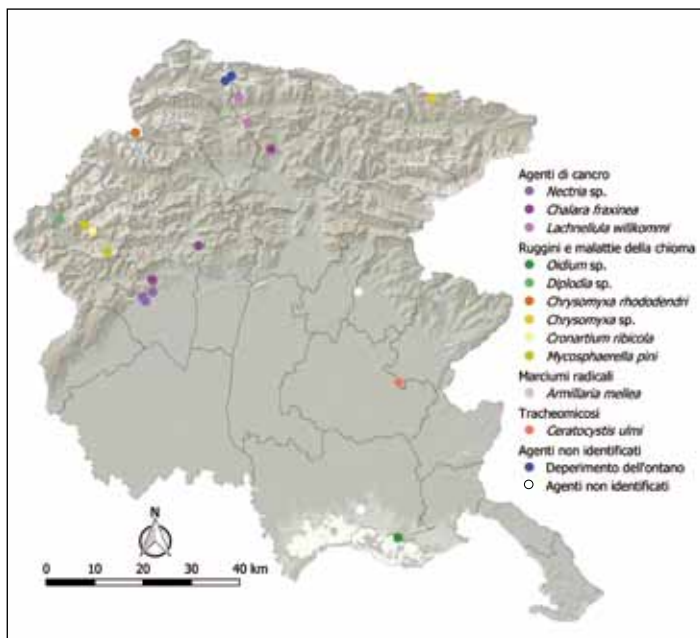 Agenti di cancro
Nectria sp.
Chalara fraxinea
Lachnellula willkommi
Ruggini e malattie della chioma
Oidium sp.
Diplodia sp.
Chrysomyxa rhododendri
Chrysomyxa sp.
Cronartium ribicola
Mycosphaerella pini
Marciumi radicali
Armillaria mellea
Tracheomicosi
Ceratocystis ulmi
Agenti non identificati
Deperimento dell'ontano
Agenti non identificati
N
0 10 20 30 40 km